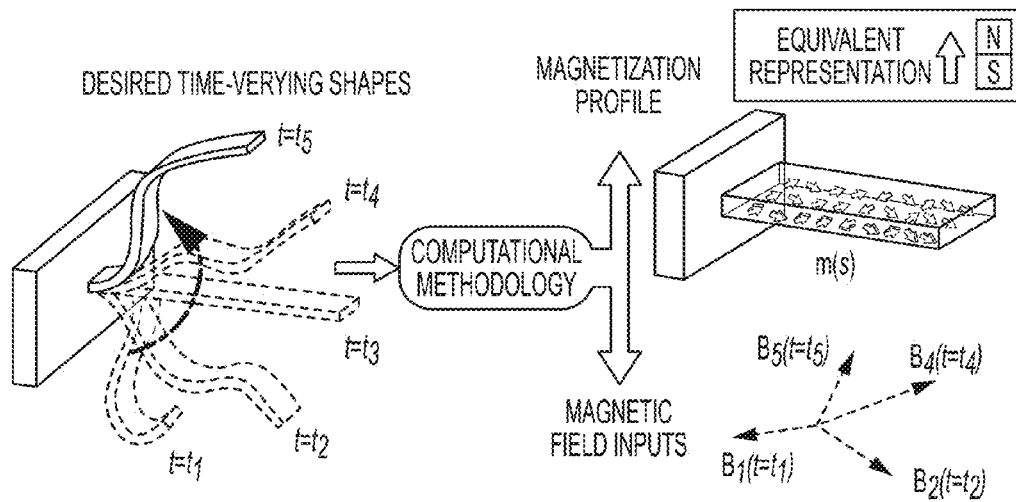 DESIRED TIME-VERYING SHAPES
t=t5
t=t4
t=t3
t=t2
t=t1
COMPUTATIONAL
METHODOLOGY
MAGNETIZATION
PROFILE
MAGNETIC
FIELD INPUTS
EQUIVALENT
REPRESENTATION
N
S
m(s)
B5(t=t5)
B4(t=t4)
B1(t=t1)
B2(t=t2)